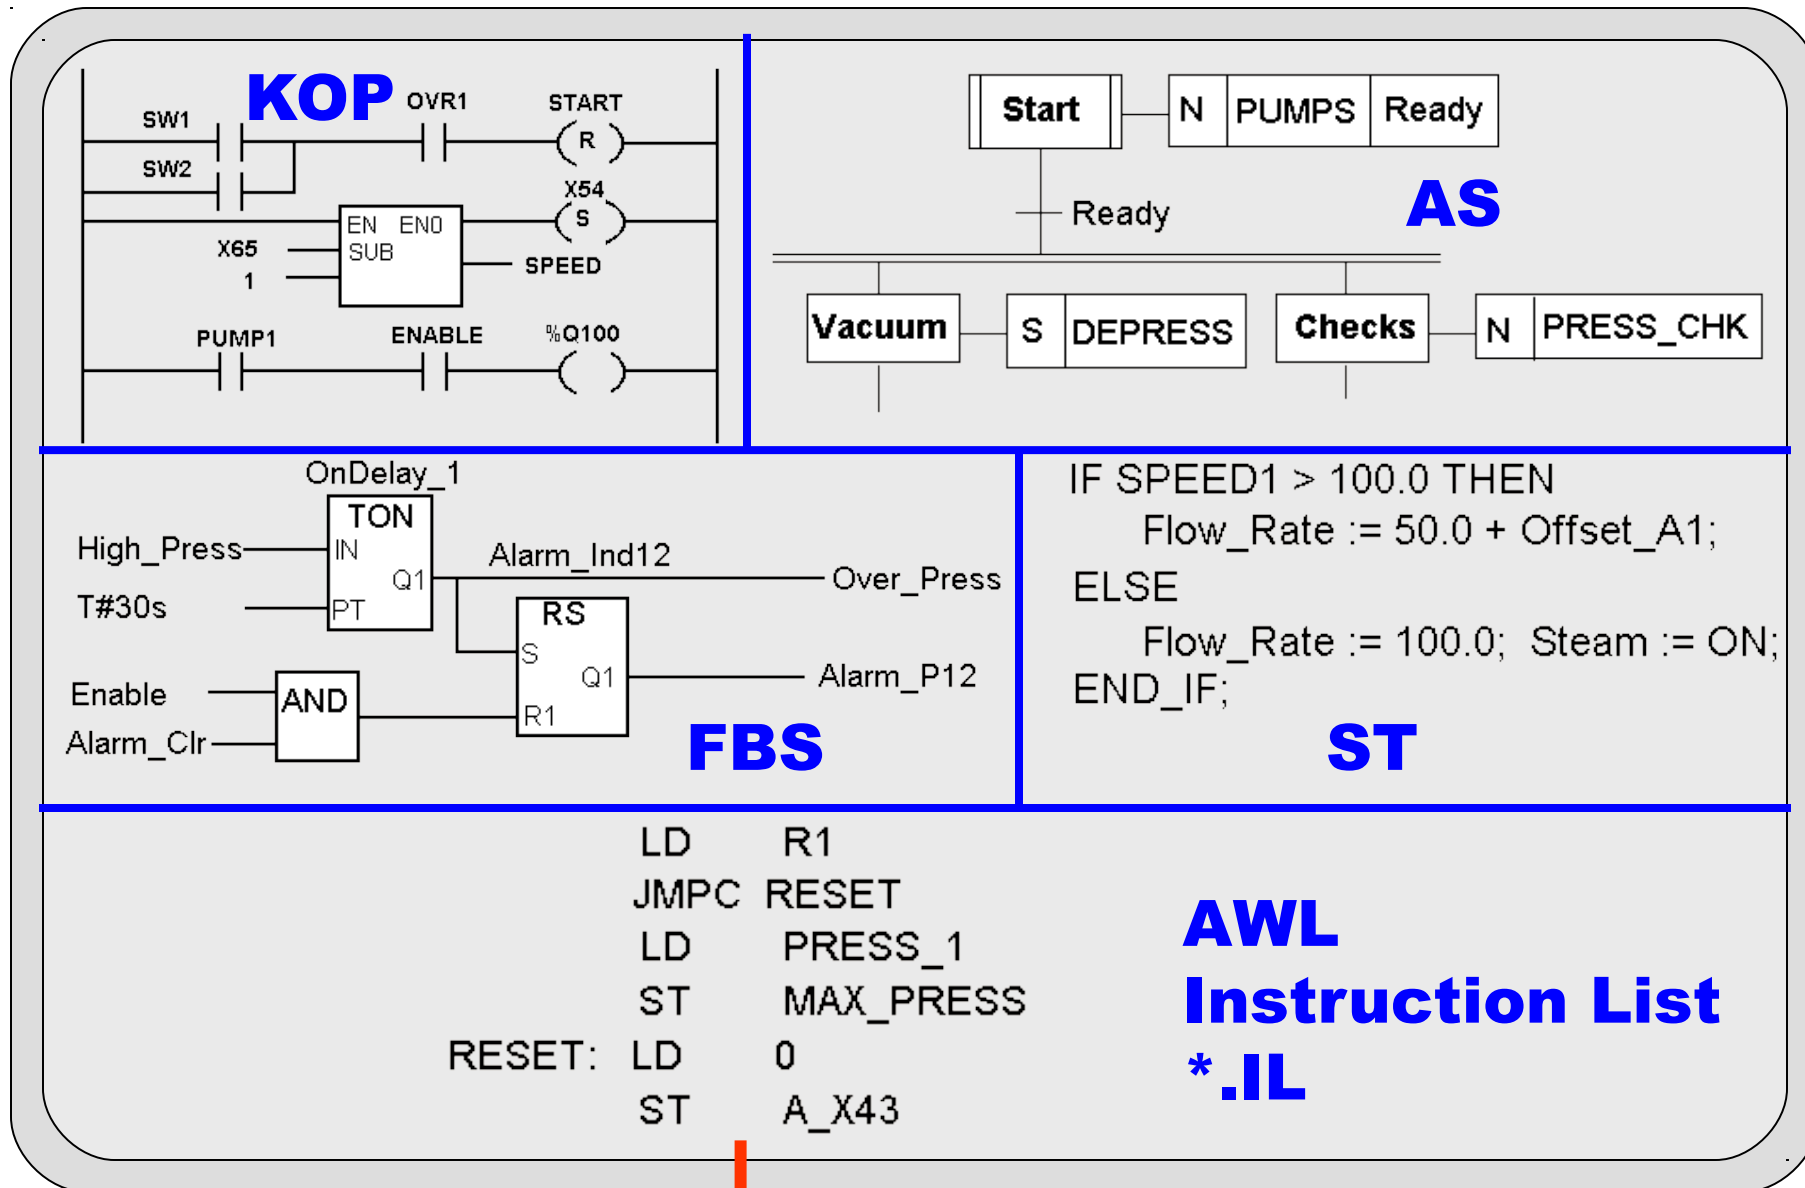 KOP
SW1
OVR1
START
R
SW2
X54
S
EN ENO
SUB
X65
1
SPEED
PUMP1
ENABLE
%Q100
Start
N PUMPS Ready
Ready
AS
Vacuum
S DEPRESS
Checks
N PRESS_CHK
OnDelay_1
TON
High_Press
IN
Q1
T#30s
PT
Alarm_Ind12
Over_Press
RS
S
Q1
R1
Alarm_P12
Enable
AND
Alarm_Clr
FBS
IF SPEED1 > 100.0 THEN
Flow_Rate := 50.0 + Offset_A1;
ELSE
Flow_Rate := 100.0; Steam := ON;
END_IF;
ST
LD R1
JMPC RESET
LD PRESS_1
ST MAX_PRESS
RESET: LD 0
ST A_X43
AWL
Instruction List
*.IL